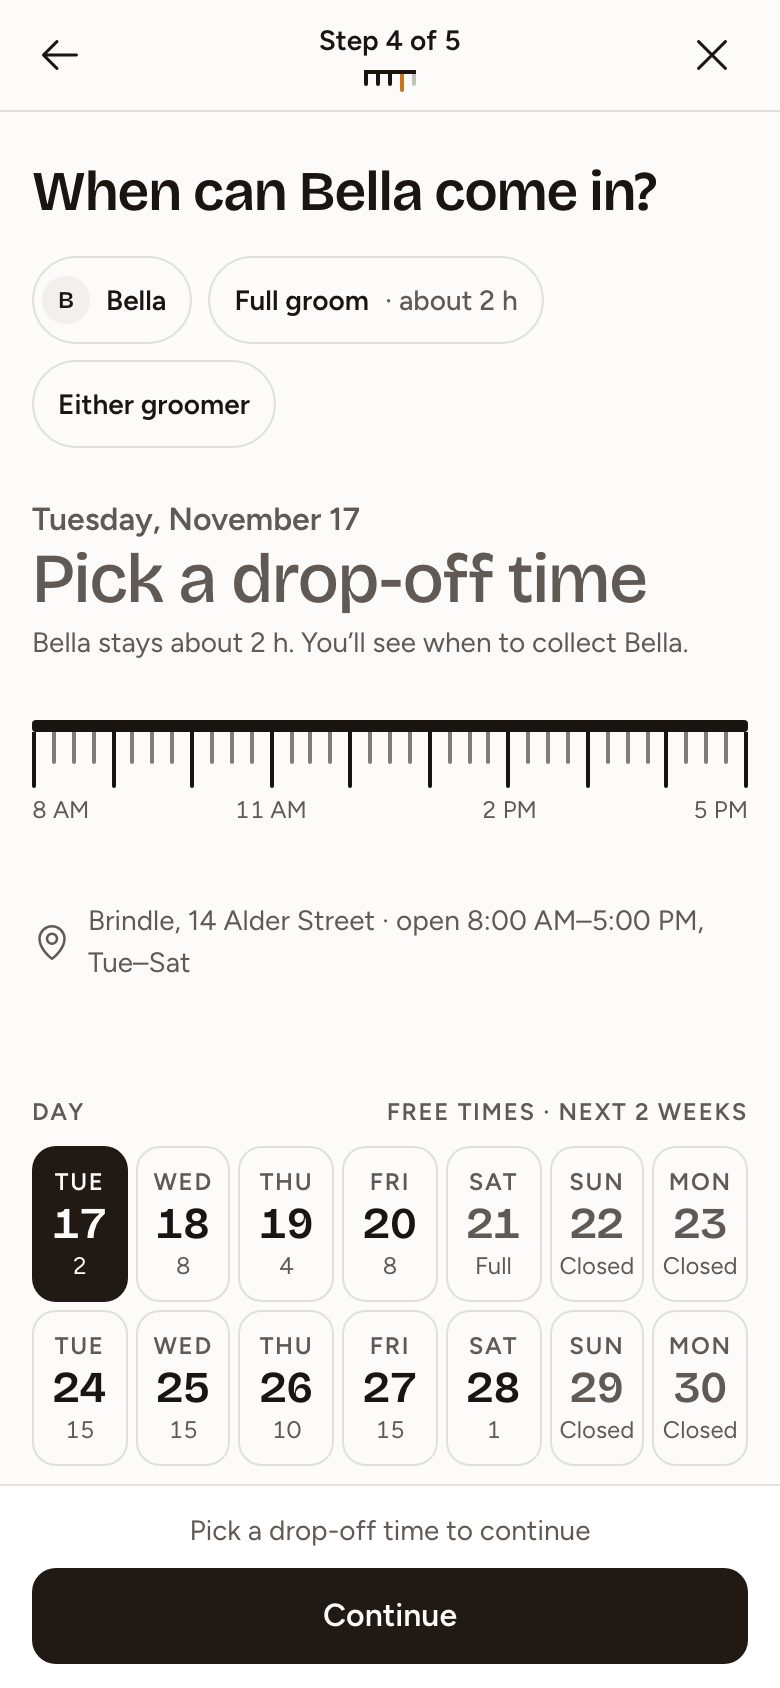 Step 4 of 5
When can Bella come in?
B Bella
Full groom · about 2 h
Either groomer
Tuesday, November 17
Pick a drop-off time
Bella stays about 2 h. You’ll see when to collect Bella.
8 AM 11 AM 2 PM 5 PM
Brindle, 14 Alder Street · open 8:00 AM–5:00 PM,
Tue–Sat
DAY FREE TIMES · NEXT 2 WEEKS
TUE WED THU FRI SAT SUN MON
17 18 19 20 21 22 23
2 8 4 8 Full Closed Closed
TUE WED THU FRI SAT SUN MON
24 25 26 27 28 29 30
15 15 10 15 1 Closed Closed
Pick a drop-off time to continue
Continue